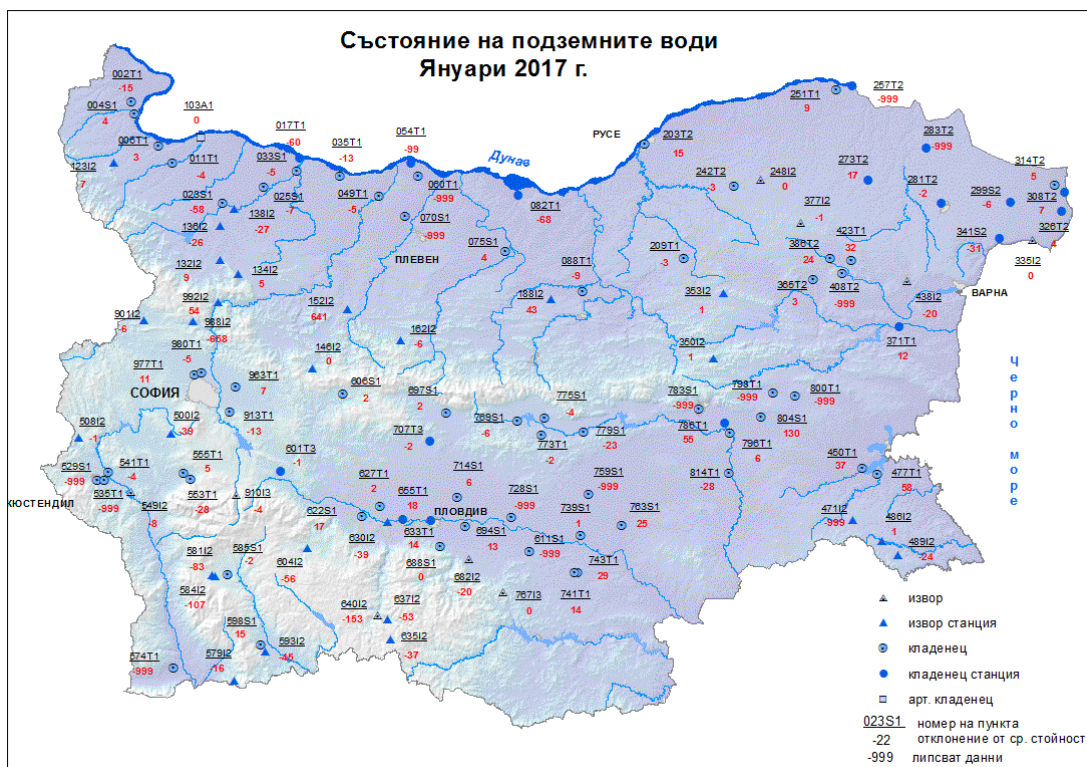 Състояние на подземните води
Януари 2017 г.
002T1
-15
004S1
4
103A1
0
006T1
3
123I2
7
011T1
-4
017T1
-60
033S1
-5
035T1
-13
054T1
-99
Дунав
РУСЕ
203T2
15
251T1
9
257T2
-999
283T2
-999
273T2
17
281T2
-2
299S2
-6
314T2
5
308T2
7
326T2
4
335I2
0
341S2
-31
242T2
-3
248I2
0
377I2
-1
423T1
32
386T2
24
365T2
3
408T2
-999
438I2
-20
ВАРНА
209T1
-3
353I2
1
350I2
1
371T1
12
028S1
-58
025S1
-7
138I2
-27
136I2
-26
132I2
9
134I2
5
049T1
-5
060T1
-999
070S1
-999
ПЛЕВЕН
075S1
4
082T1
-68
088T1
-9
188I2
43
992I2
54
988I2
-668
901I2
6
152I2
641
162I2
-6
146I2
0
980T1
-5
977T1
11
СОФИЯ
963T1
7
913T1
-13
606S1
2
697S1
2
707T3
-2
769S1
-6
775S1
-4
773T1
-2
779S1
-23
783S1
-999
798T1
-999
800T1
-999
804S1
130
786T1
55
796T1
6
814T1
-28
Черно море
508I2
-1
500I2
-39
601T3
-1
529S1
-999
541T1
-4
555T1
5
535T1
-999
КЮСТЕНДИЛ
549I2
-8
553T1
-28
910I3
-4
627T1
2
622S1
17
655T1
18
ПЛОВДИВ
714S1
6
728S1
-999
759S1
-999
739S1
1
763S1
25
630I2
-39
633T1
14
694S1
13
611S1
-999
688S1
0
682I2
-20
767I3
0
743T1
29
741T1
14
581I2
-83
585S1
-2
604I2
-56
584I2
-107
598S1
15
593I2
-45
574T1
-999
579I2
16
640I2
-153
637I2
-53
635I2
-37
450T1
37
477T1
58
471I2
-999
486I2
1
489I2
-24
извор
извор станция
кладенец
кладенец станция
арт. кладенец
023S1 номер на пункта
-22 отклонение от ср. стойност
-999 липсват данни